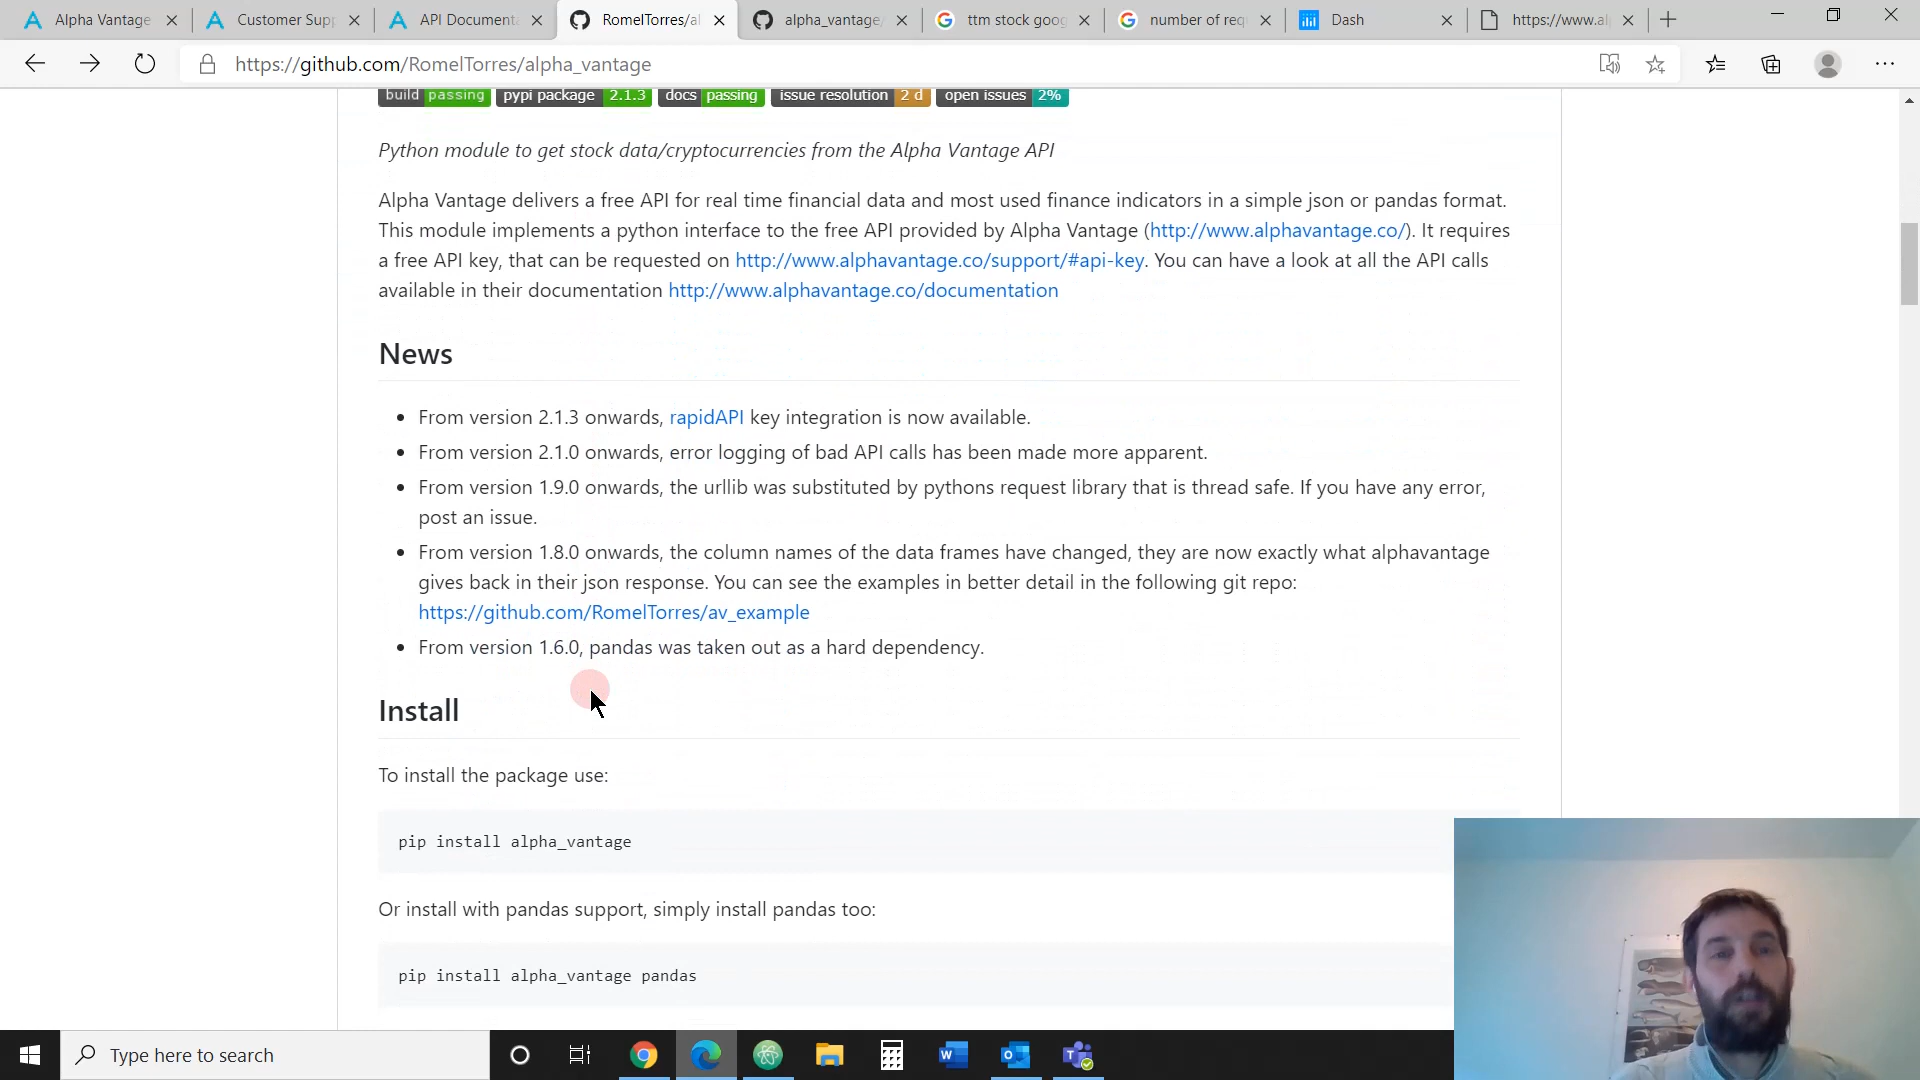 Alpha Vantage
Customer Supp
API Documenta
RomelTorres/al
alpha_vantage/
ttm stock goog
number of req
Dash
https://www.al
https://github.com/RomelTorres/alpha_vantage
build passing pypi package 2.1.3 docs passing issue resolution 2 d open issues 2%
Python module to get stock data/cryptocurrencies from the Alpha Vantage API
Alpha Vantage delivers a free API for real time financial data and most used finance indicators in a simple json or pandas format.
This module implements a python interface to the free API provided by Alpha Vantage (http://www.alphavantage.co/). It requires
a free API key, that can be requested on http://www.alphavantage.co/support/#api-key. You can have a look at all the API calls
available in their documentation http://www.alphavantage.co/documentation
News
• From version 2.1.3 onwards, rapidAPI key integration is now available.
• From version 2.1.0 onwards, error logging of bad API calls has been made more apparent.
• From version 1.9.0 onwards, the urllib was substituted by pythons request library that is thread safe. If you have any error,
post an issue.
• From version 1.8.0 onwards, the column names of the data frames have changed, they are now exactly what alphavantage
gives back in their json response. You can see the examples in better detail in the following git repo:
https://github.com/RomelTorres/av_example
• From version 1.6.0, pandas was taken out as a hard dependency.
Install
To install the package use:
pip install alpha_vantage
Or install with pandas support, simply install pandas too:
pip install alpha_vantage pandas
Type here to search